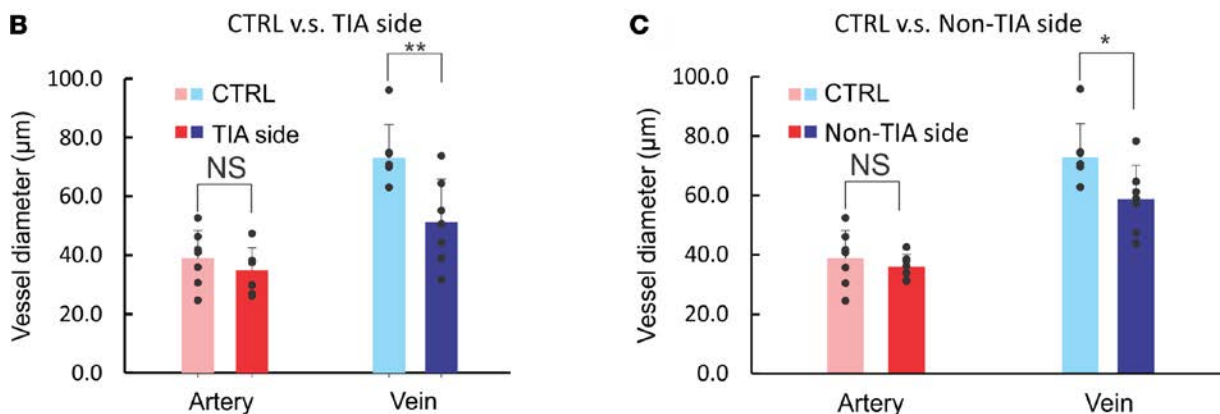 B
CTRL v.s. TIA side
**
100.0
80.0
60.0
40.0
20.0
0.0
Vessel diameter (µm)
CTRL
TIA side
NS
Artery
Vein
C
CTRL v.s. Non-TIA side
*
100.0
80.0
60.0
40.0
20.0
0.0
Vessel diameter (µm)
CTRL
Non-TIA side
NS
Artery
Vein